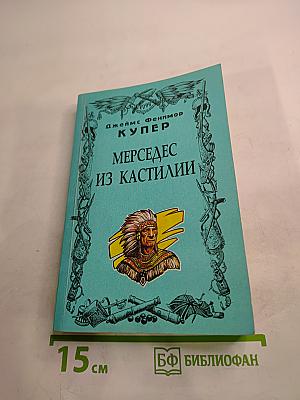 Джеймс Фенимор
КУПЕР
МЕРСЕДЕС
ИЗ КАСТИЛИИ
15 см
БФ БИБЛИОФАН